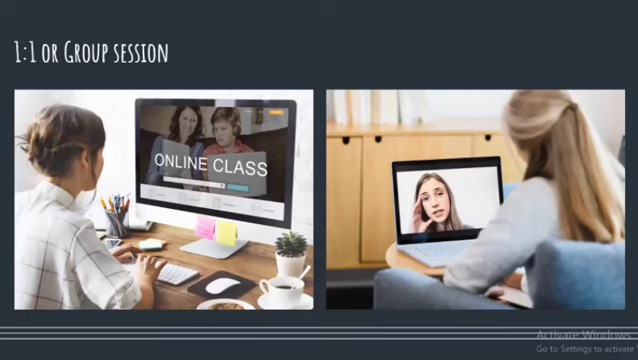 1:1 or Group session
ONLINE CLASS
Activate Windows
Go to Settings to activate